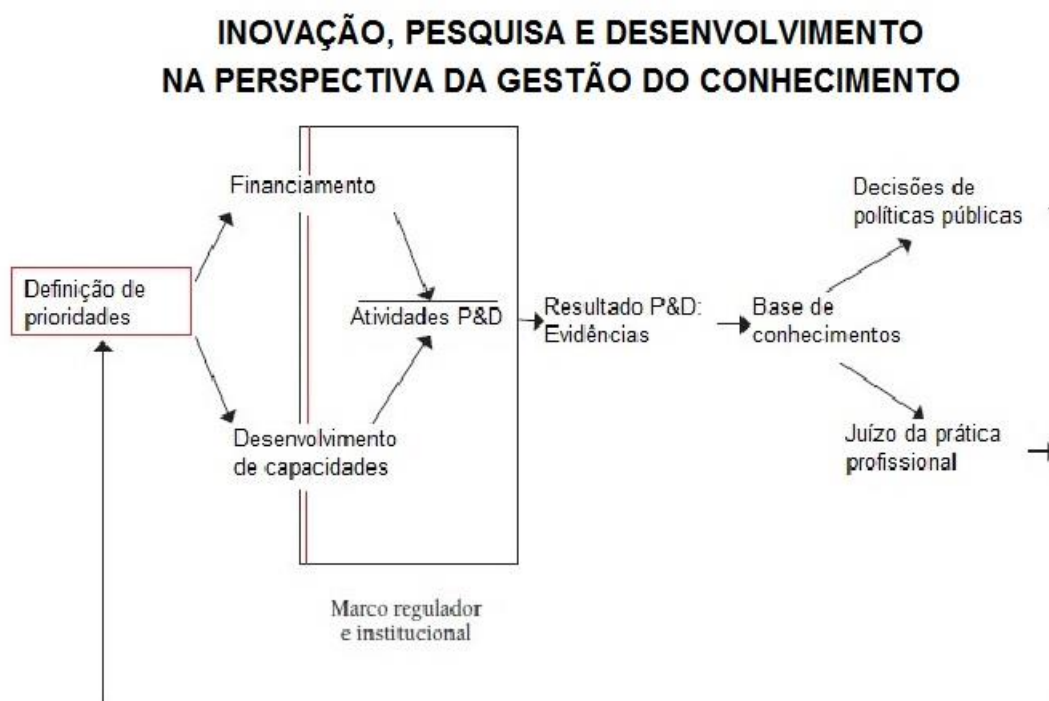 INOVAÇÃO, PESQUISA E DESENVOLVIMENTO
NA PERSPECTIVA DA GESTÃO DO CONHECIMENTO
Financiamento
Decisões de
políticas públicas
Definição de
prioridades
Atividades P&D
Resultado P&D:
Evidências
Base de
conhecimentos
Desenvolvimento
de capacidades
Juízo da prática
profissional
Marco regulador
e institucional